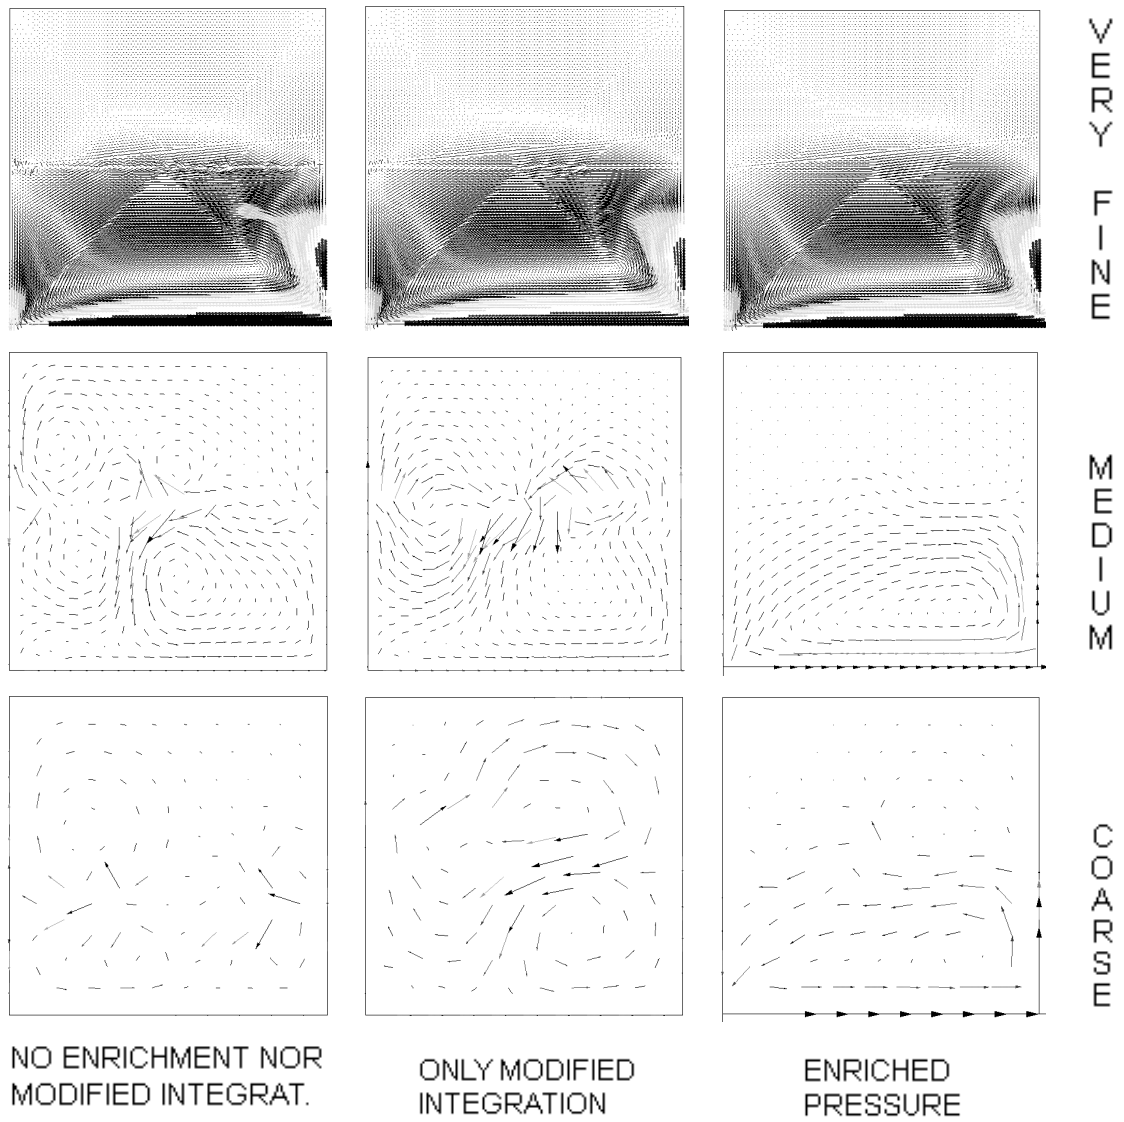 VERY FINE
MEDIUM
COARSE
NO ENRICHMENT NOR
MODIFIED INTEGRAT.
ONLY MODIFIED
INTEGRATION
ENRICHED
PRESSURE